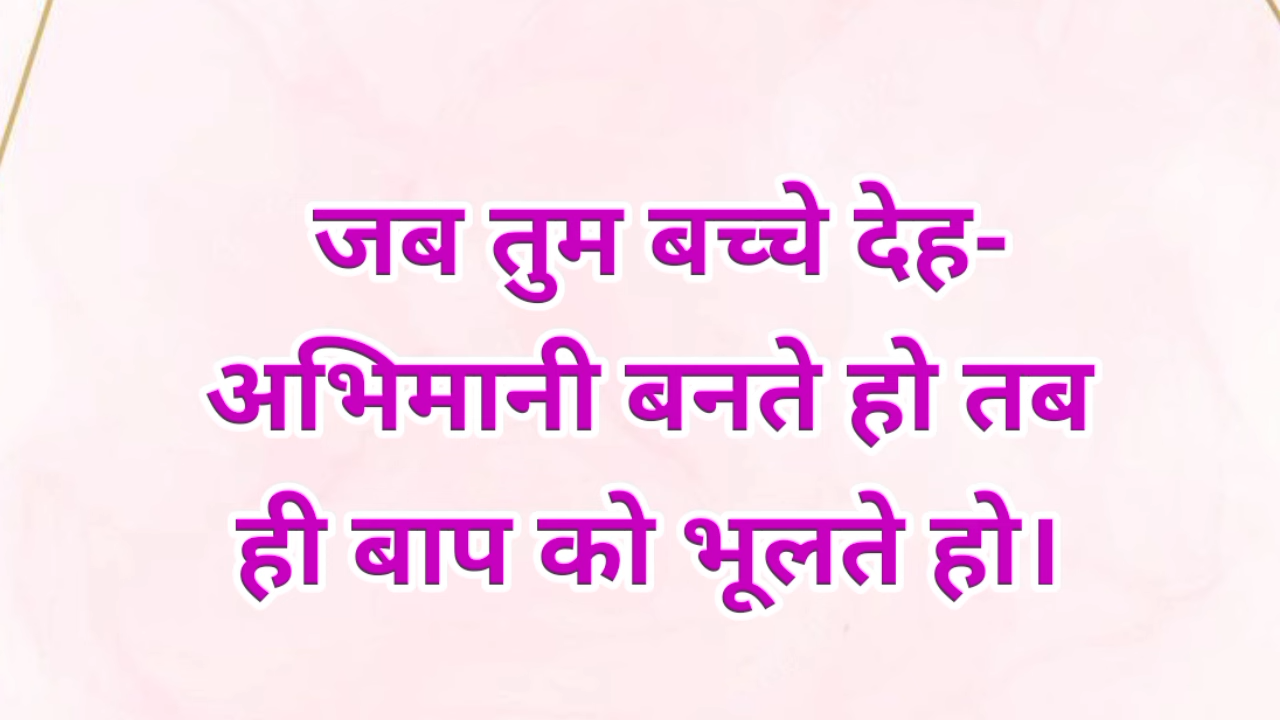 जब तुम बच्चे देह-
अभिमानी बनते हो तब
ही बाप को भूलते हो।